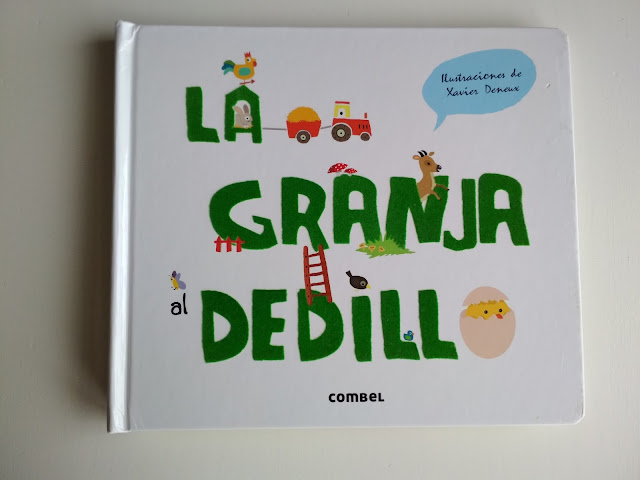 Ilustraciones de
Xavier Deneux
LA
GRANJA
al DEDILLO
COMBEL